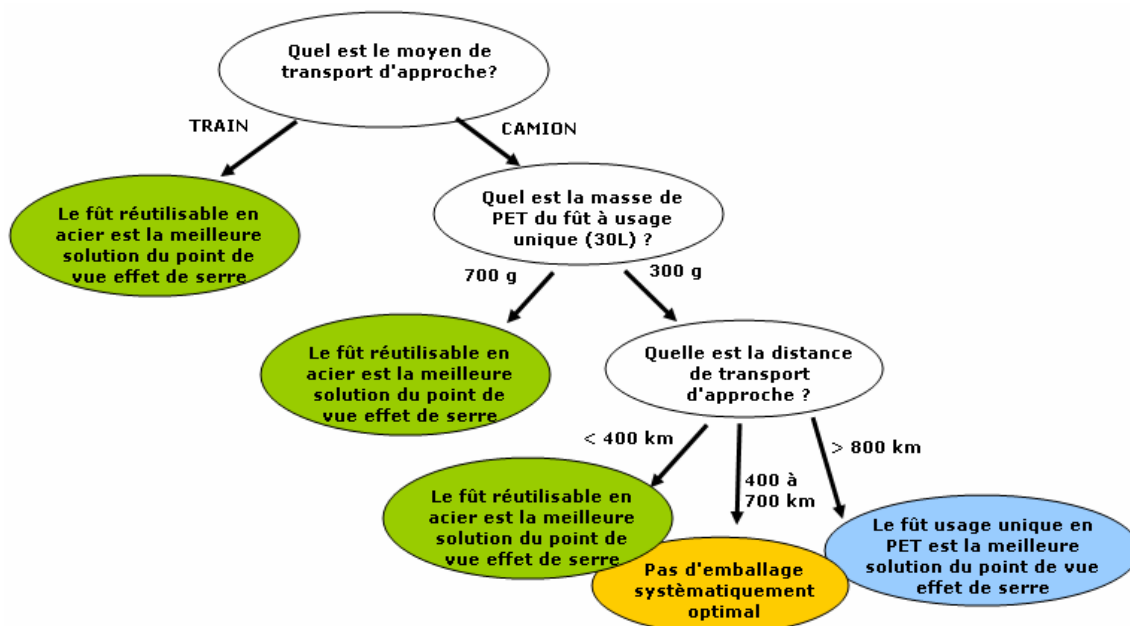 Quel est le moyen de
transport d'approche?
TRAIN
CAMION
Le fût réutilisable en
acier est la meilleure
solution du point de
vue effet de serre
Quel est la masse de
PET du fût à usage
unique (30L) ?
700 g
300 g
Le fût réutilisable en
acier est la meilleure
solution du point de
vue effet de serre
Quelle est la distance
de transport
d'approche ?
< 400 km
400 à
700 km
> 800 km
Le fût réutilisable en
acier est la meilleure
solution du point de
vue effet de serre
Pas d'emballage
systèmatiquement
optimal
Le fût usage unique en
PET est la meilleure
solution du point de vue
effet de serre